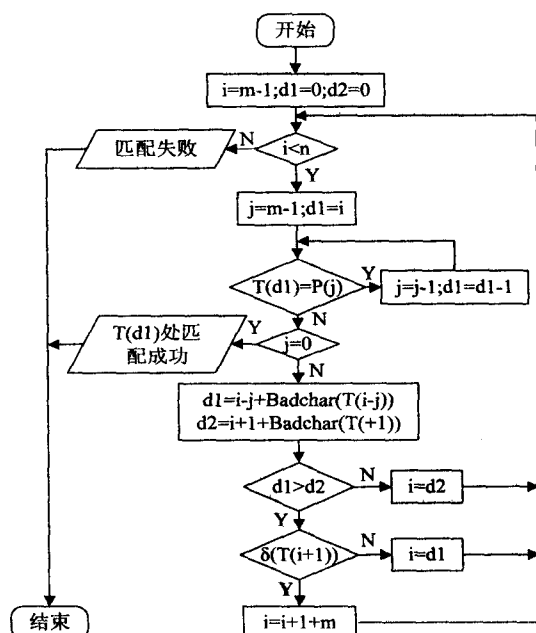 开始
i=m-1;d1=0;d2=0
i<n
N
匹配失败
Y
j=m-1;d1=i
T(d1)=P(j)
Y
j=j-1;d1=d1-1
N
j=0
Y
T(d1)处匹
配成功
N
d1=i-j+Badchar(T(i-j))
d2=i+1+Badchar(T(+1))
d1>d2
N
i=d2
Y
δ(T(i+1))
N
i=d1
Y
i=i+1+m
结束